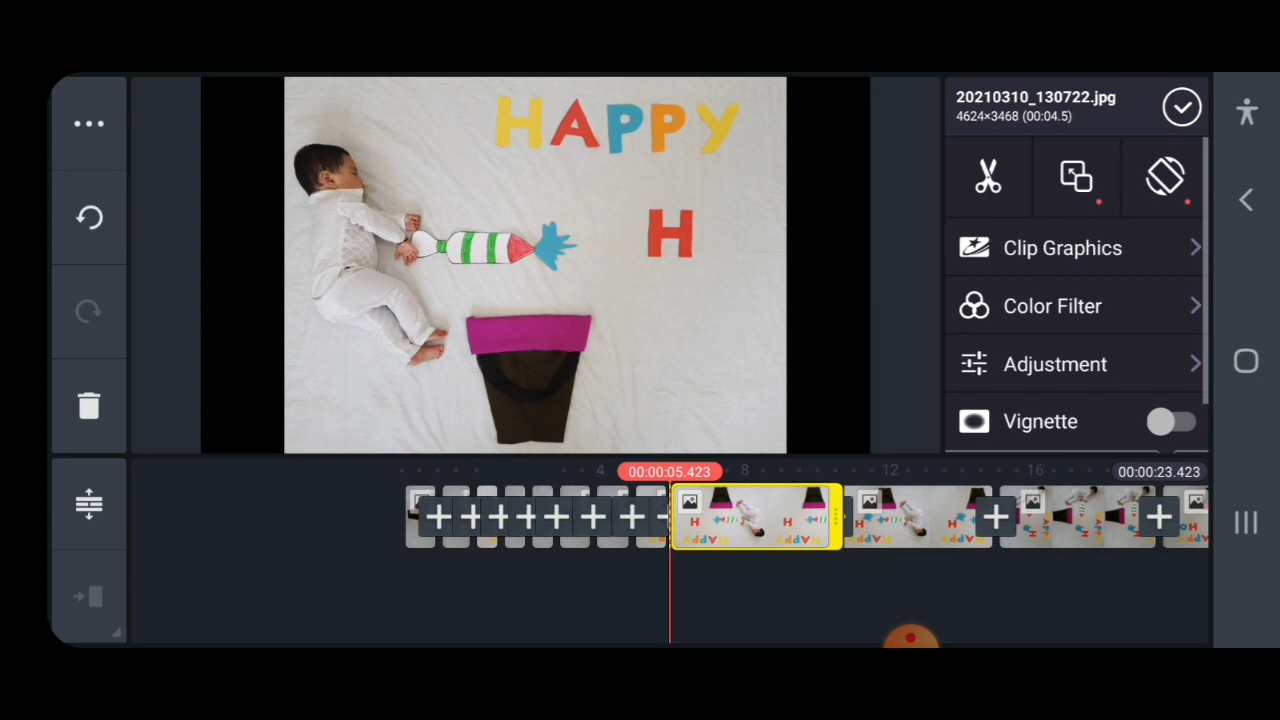 20210310_130722.jpg
4624×3468 (00:04.5)
HAPPY
H
Clip Graphics
Color Filter
Adjustment
Vignette
4
00:00:05.423
8
12
16
00:00:23.423